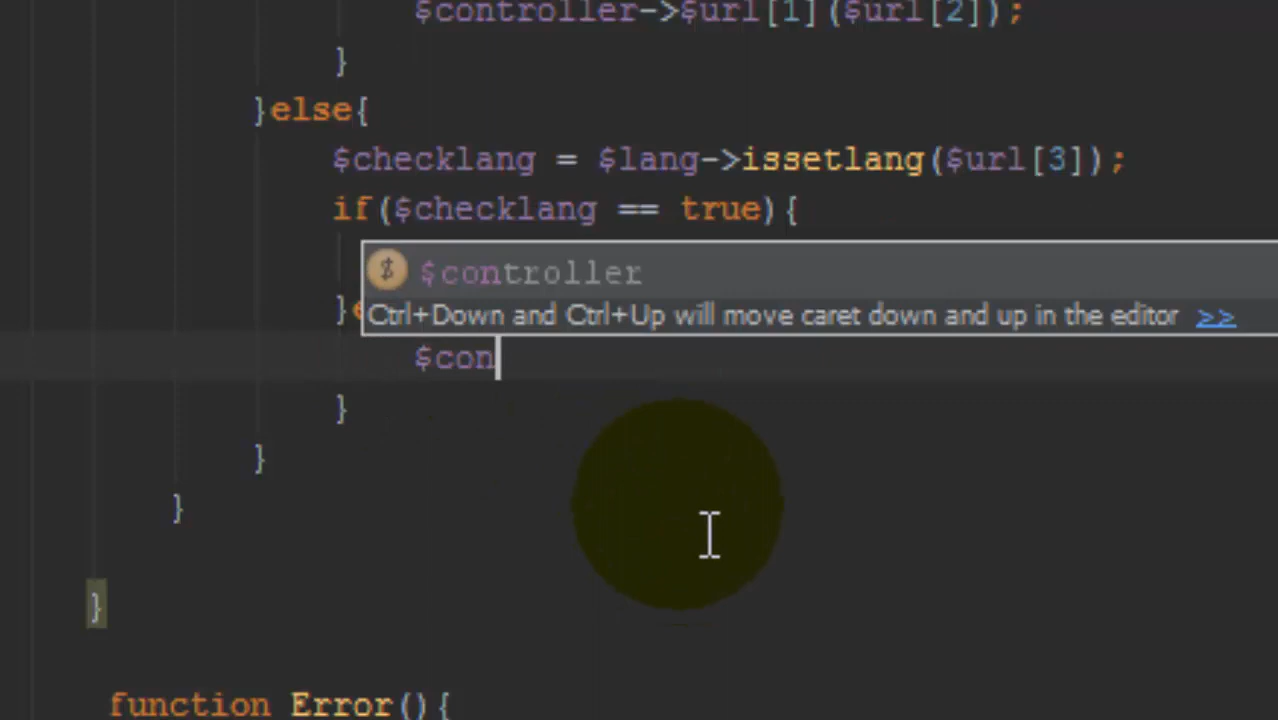 $controller->$url[1]($url[2]);
}
}else{
$checklang = $lang->issetlang($url[3]);
if($checklang == true){
$controller
}e
Ctrl+Down and Ctrl+Up will move caret down and up in the editor >>
$con
}
}
}
}
function Error(){